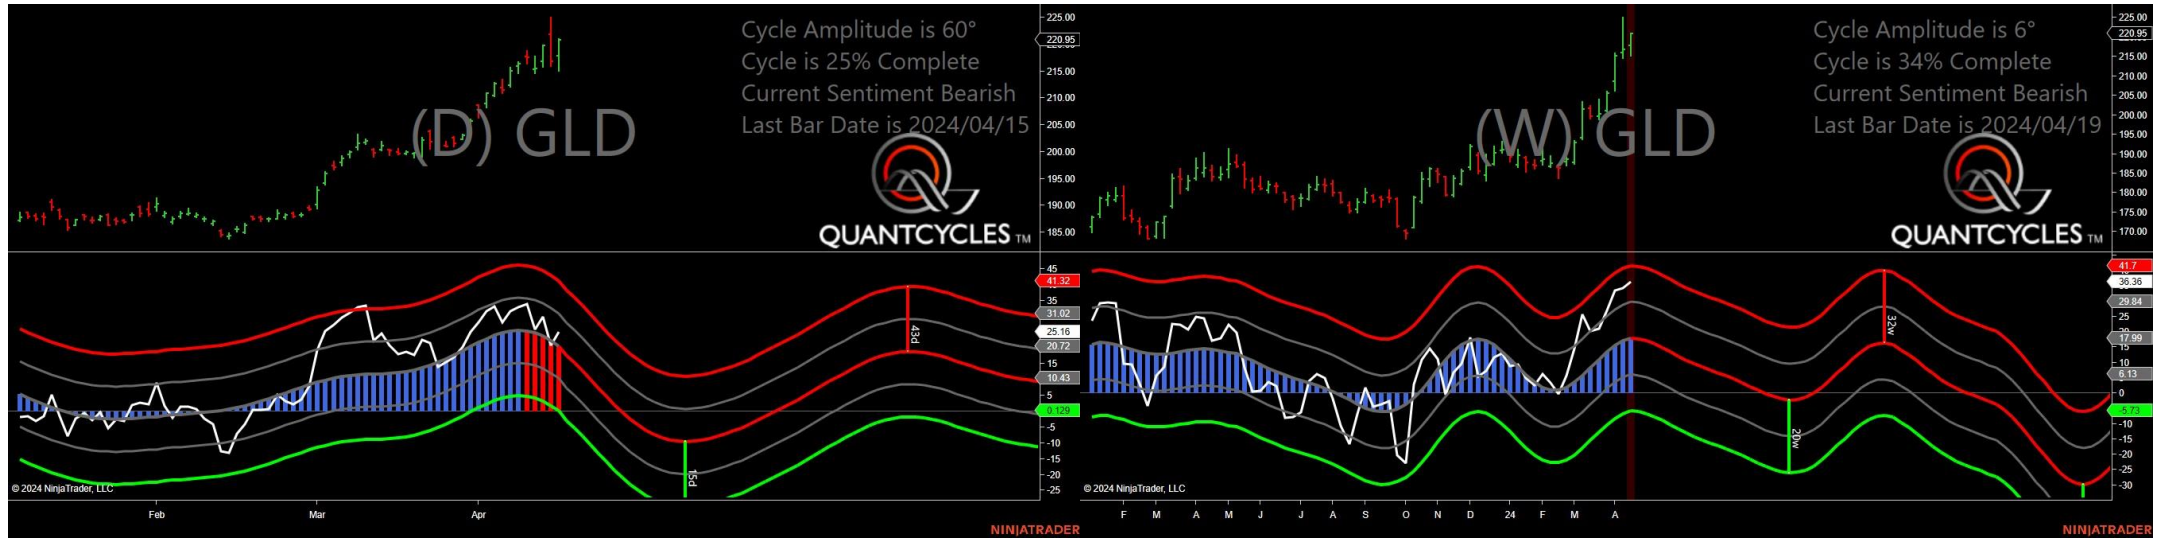 Cycle Amplitude is 60°
Cycle is 25% Complete
Current Sentiment Bearish
Last Bar Date is 2024/04/15
(D) GLD
QUANTCYCLES TM
225.00
220.95
215.00
210.00
205.00
200.00
195.00
190.00
185.00
45
41.32
35
31.02
25.16
20.72
15
10.43
5
0.129
-5
-10
-15
-20
-25
43d
15d
© 2024 NinjaTrader, LLC
Feb Mar Apr
NINJATRADER
Cycle Amplitude is 6°
Cycle is 34% Complete
Current Sentiment Bearish
Last Bar Date is 2024/04/19
(W) GLD
QUANTCYCLES TM
225.00
220.95
215.00
210.00
205.00
200.00
195.00
190.00
185.00
180.00
175.00
170.00
41.7
36.36
29.84
25
20
17.99
15
10
6.13
0
-5.73
-10
-15
-20
-25
-30
32w
20w
© 2024 NinjaTrader, LLC
F M A M J J A S O N D 24 F M A
NINJATRADER